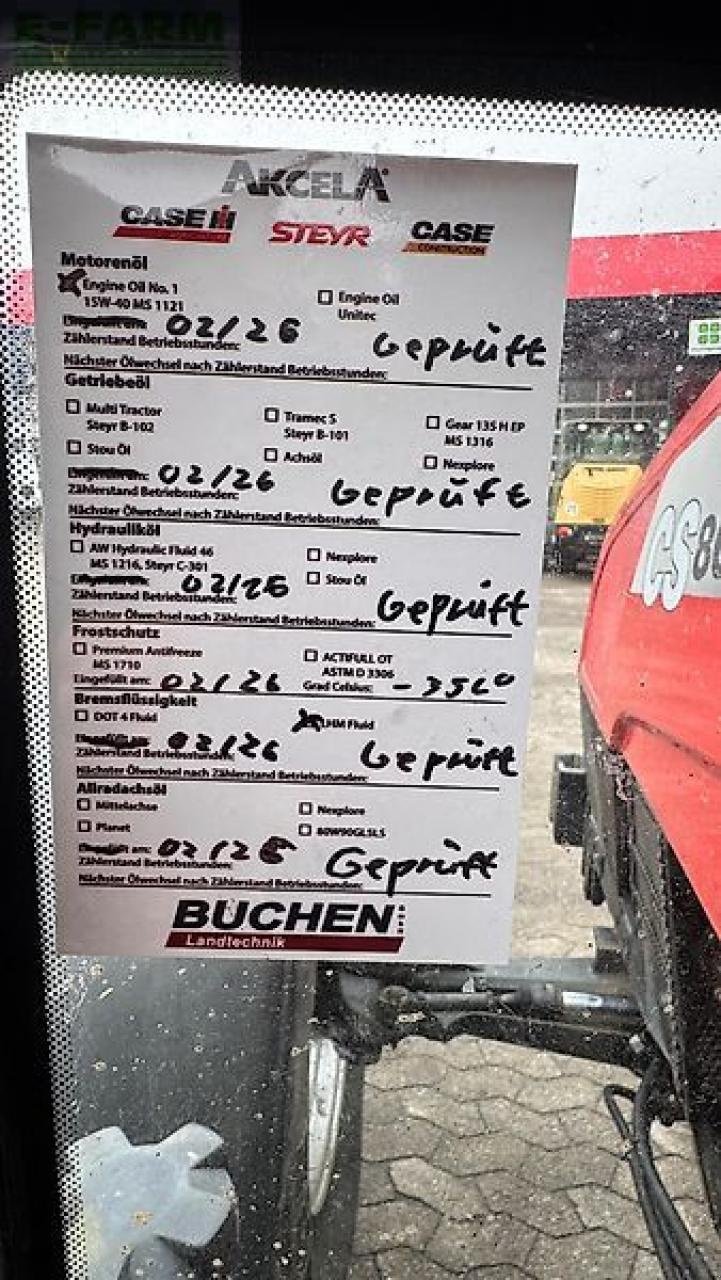 E-FARM
AKCELA
CASE IH STEYR CASE
CONSTRUCTION
Motorenöl
Engine Oil No. 1
15W-40 MS 1121
Engine Oil
Unitec
Eingefüllt am: 02/26
Zählerstand Betriebsstunden:
Geprüft
Nächster Ölwechsel nach Zählerstand Betriebsstunden:
Getriebeöl
Multi Tractor
Steyr B-102
Tramec S
Steyr B-101
Gear 135 H EP
MS 1316
Stou Öl
Achsöl
Nexplore
02/26
Zählerstand Betriebsstunden:
Geprüft
Nächster Ölwechsel nach Zählerstand Betriebsstunden:
Hydrauliköl
AW Hydraulic Fluid 46
MS 1216, Steyr C-301
Nexplore
Stou Öl
02/26
Zählerstand Betriebsstunden:
Geprüft
Nächster Ölwechsel nach Zählerstand Betriebsstunden:
Frostschutz
Premium Antifreeze
MS 1710
ACTIFULL OT
ASTM D 3306
Eingefüllt am: 02/26
Grad Celsius: -35C°
Bremsflüssigkeit
DOT 4 Fluid
LHM Fluid
02/26
Zählerstand Betriebsstunden:
Geprüft
Nächster Ölwechsel nach Zählerstand Betriebsstunden:
Allradachsöl
Mittelachse
Nexplore
Planet
80W90GLSLS
am: 02/26
Zählerstand Betriebsstunden:
Geprüft
Nächster Ölwechsel nach Zählerstand Betriebsstunden:
BUCHEN GMBH
Landtechnik
CS